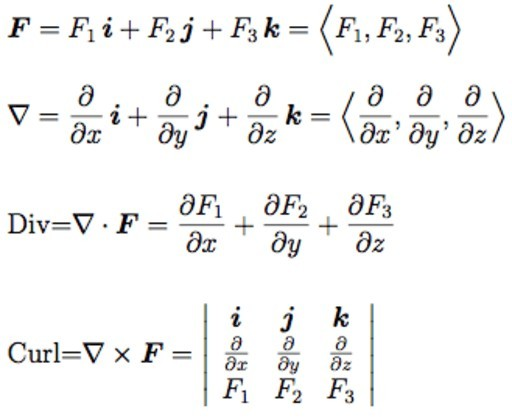 𝑭 = F₁ 𝒊 + F₂ 𝒋 + F₃ 𝒌 = ⟨F₁, F₂, F₃⟩
∇ = ∂/∂x 𝒊 + ∂/∂y 𝒋 + ∂/∂z 𝒌 = ⟨∂/∂x, ∂/∂y, ∂/∂z⟩
Div=∇ · 𝑭 = ∂F₁/∂x + ∂F₂/∂y + ∂F₃/∂z
Curl=∇ × 𝑭 = | 𝒊 𝒋 𝒌 |
| ∂/∂x ∂/∂y ∂/∂z |
| F₁ F₂ F₃ |